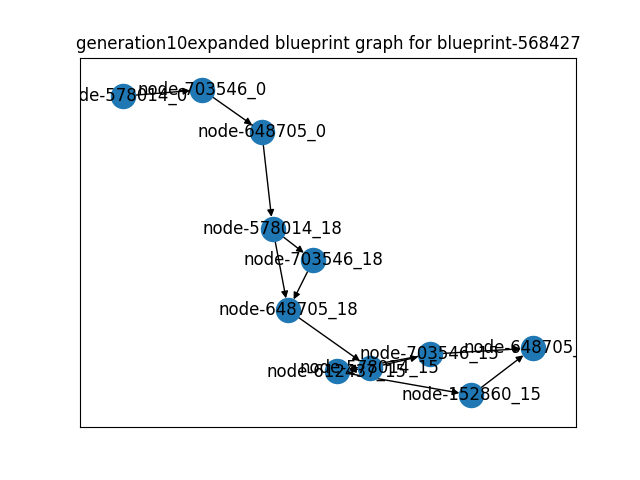 generation10expanded blueprint graph for blueprint-568427
de-578014_0
node-703546_0
node-648705_0
node-578014_18
node-703546_18
node-648705_18
node-703546_15
node-648705_
node-578014_15
node-612437_15
node-152860_15